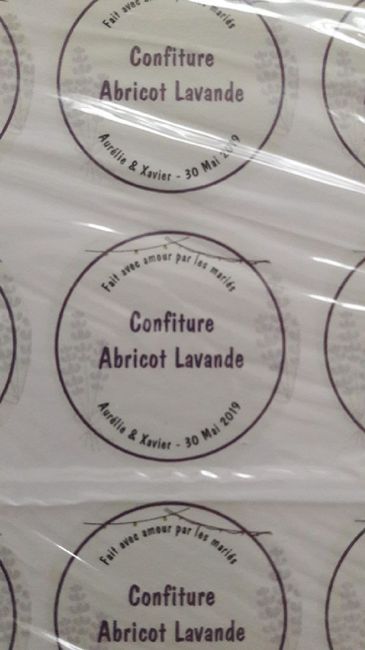 Fait avec amour par les mariés
Confiture
Abricot Lavande
Aurélie & Xavier - 30 Mai 2019
Fait avec amour par les mariés
Confiture
Abricot Lavande
Aurélie & Xavier - 30 Mai 2019
Fait avec amour par les mariés
Confiture
Abricot Lavande